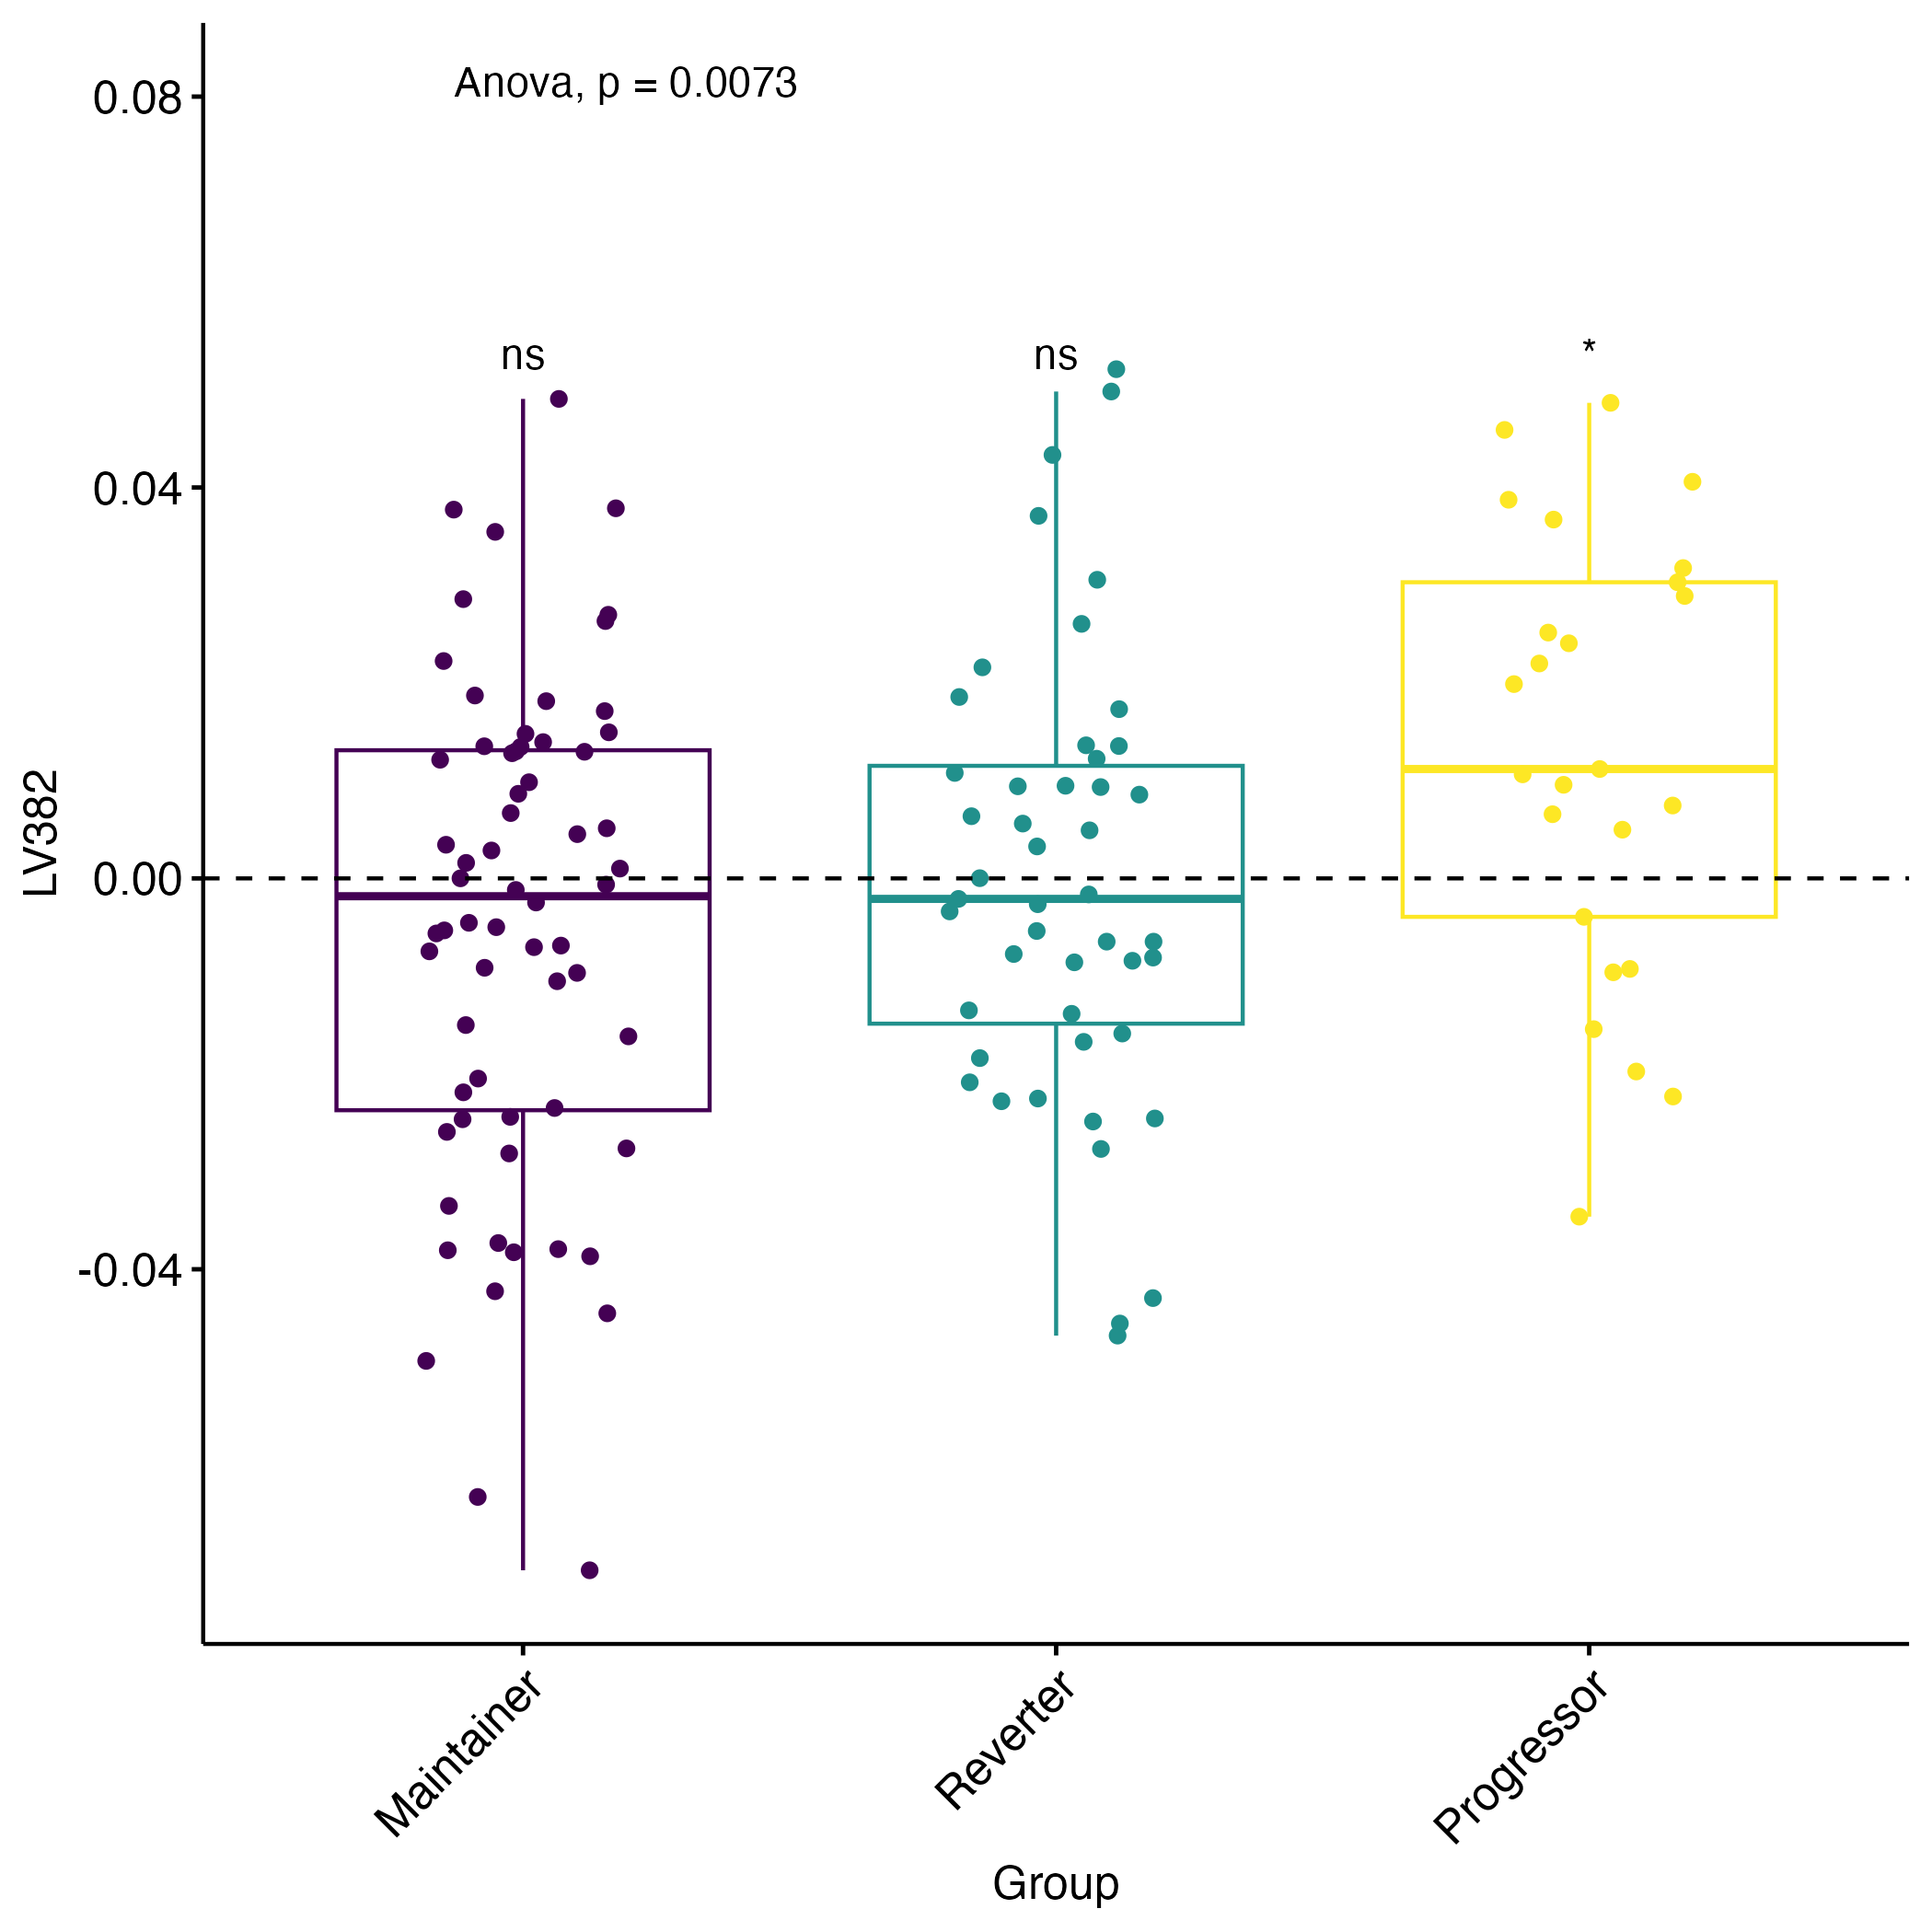 Anova, p = 0.0073
0.08
0.04
0.00
-0.04
LV382
ns
ns
*
Maintainer
Reverter
Progressor
Group